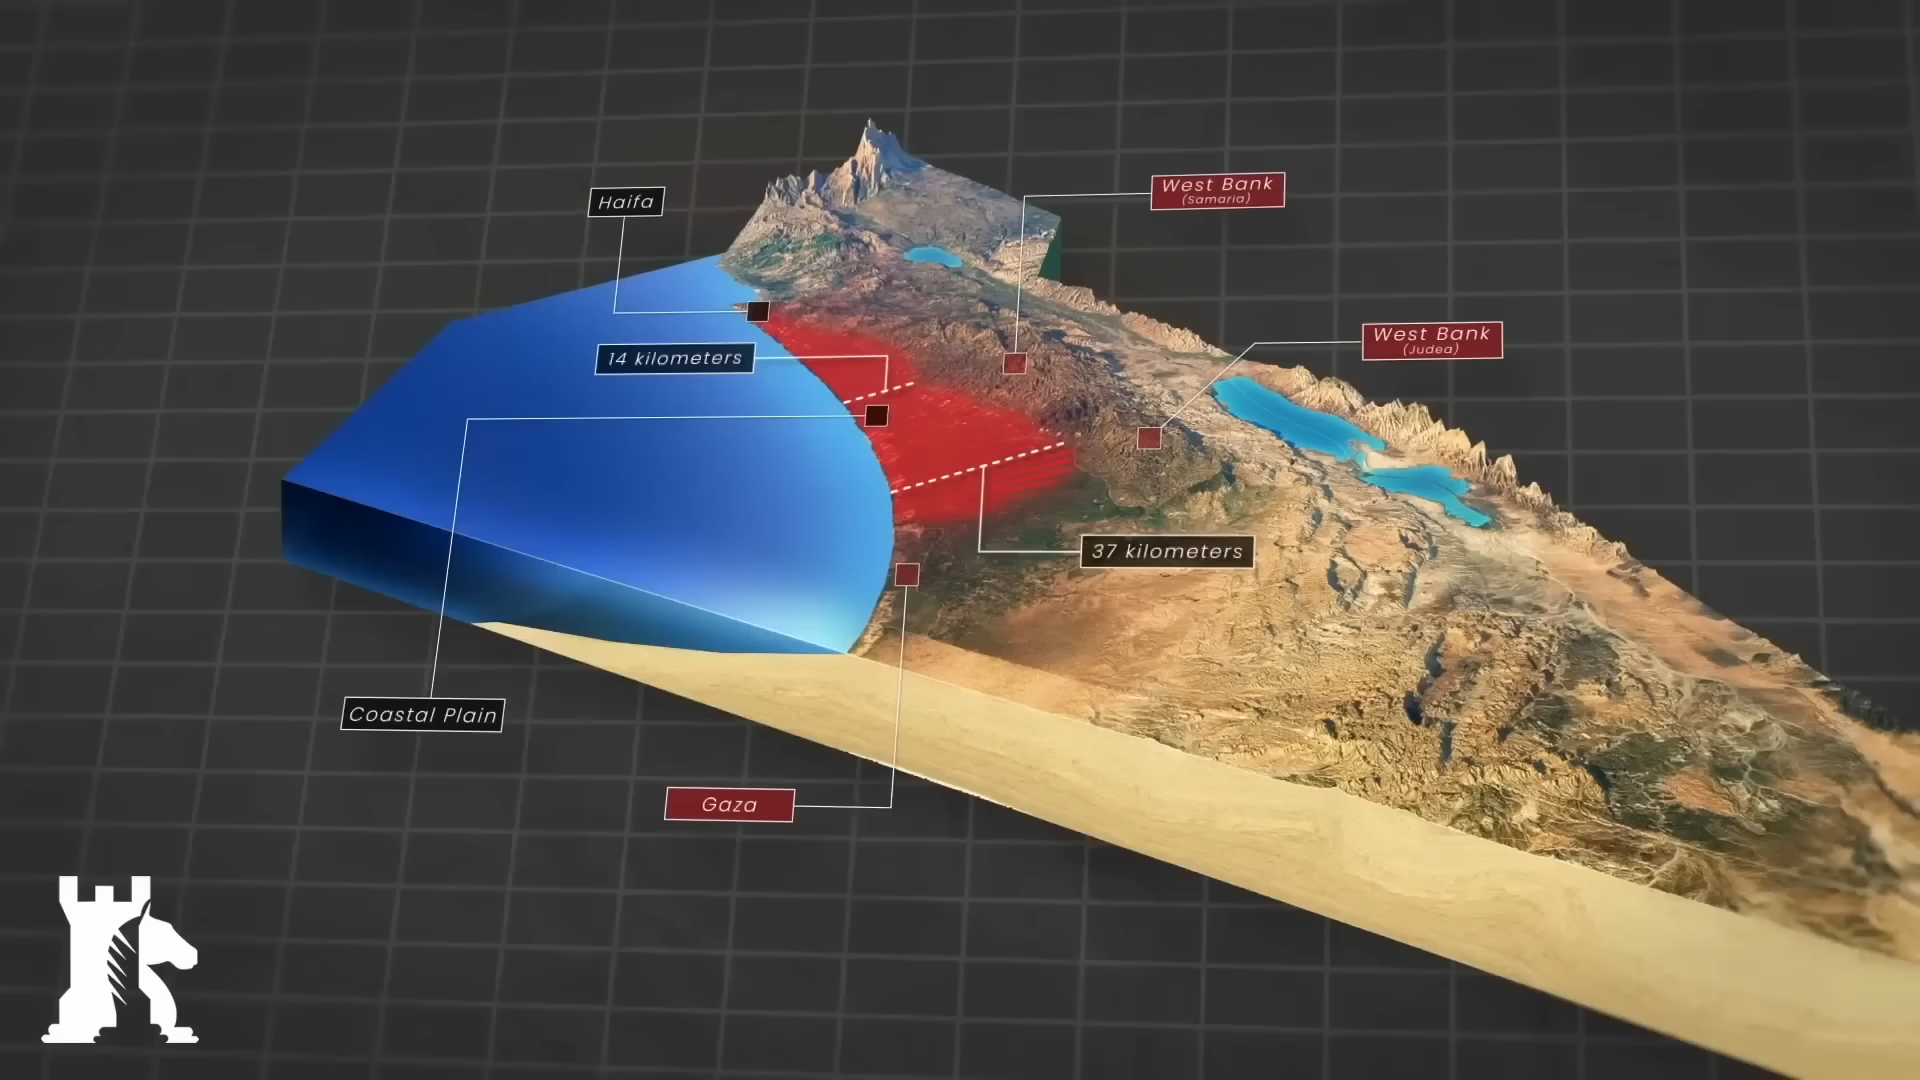 West Bank
(Samaria)
Haifa
West Bank
(Judea)
14 kilometers
37 kilometers
Coastal Plain
Gaza